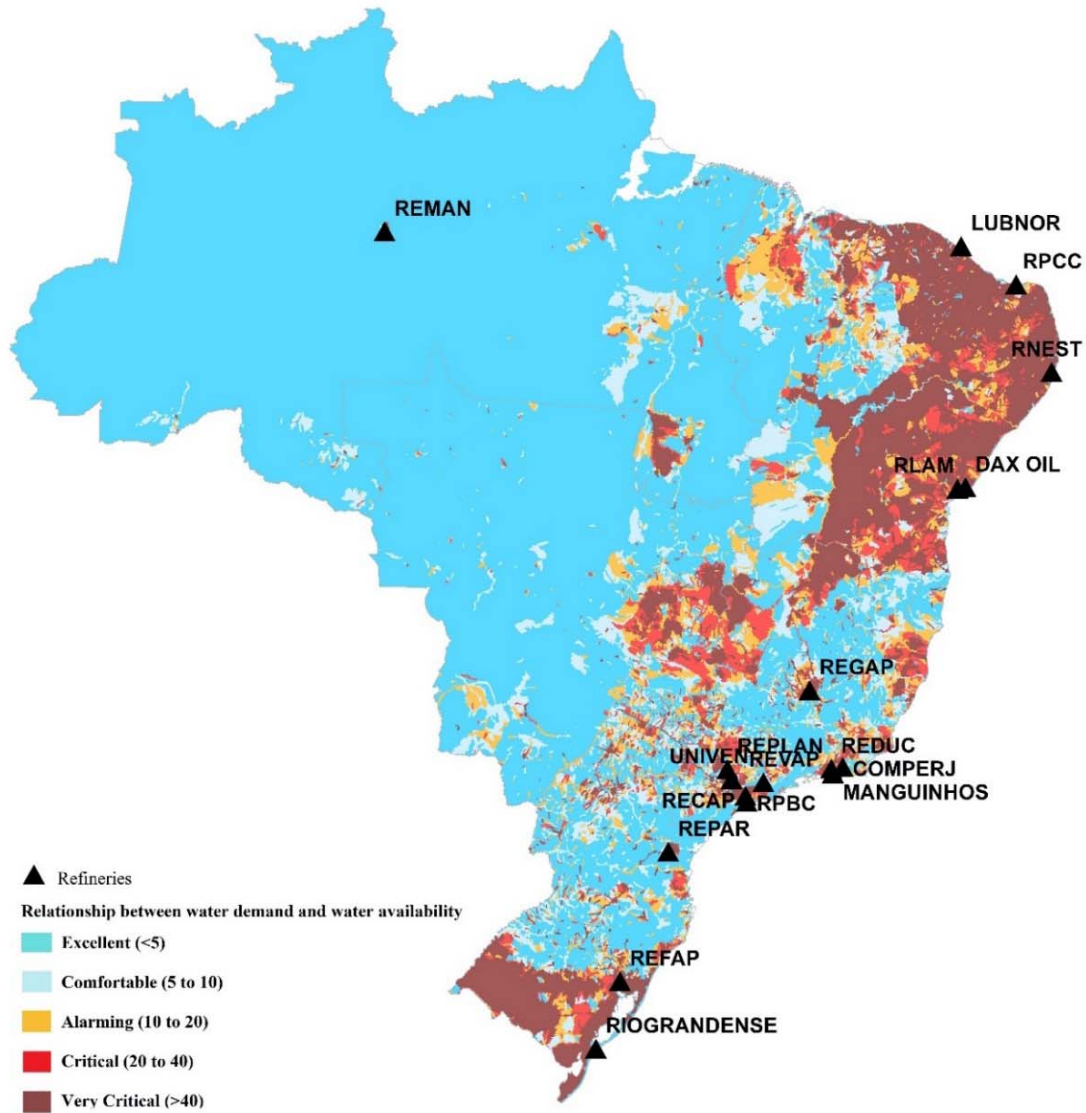 REMAN
LUBNOR
RPCC
RNEST
RLAM
DAX OIL
REGAP
REPLAN
REDUC
UNIVEN
REVAP
COMPERJ
MANGUINHOS
RECAP
RPBC
REPAR
REFAP
RIOGRANDENSE
Refineries
Relationship between water demand and water availability
Excellent (<5)
Comfortable (5 to 10)
Alarming (10 to 20)
Critical (20 to 40)
Very Critical (>40)